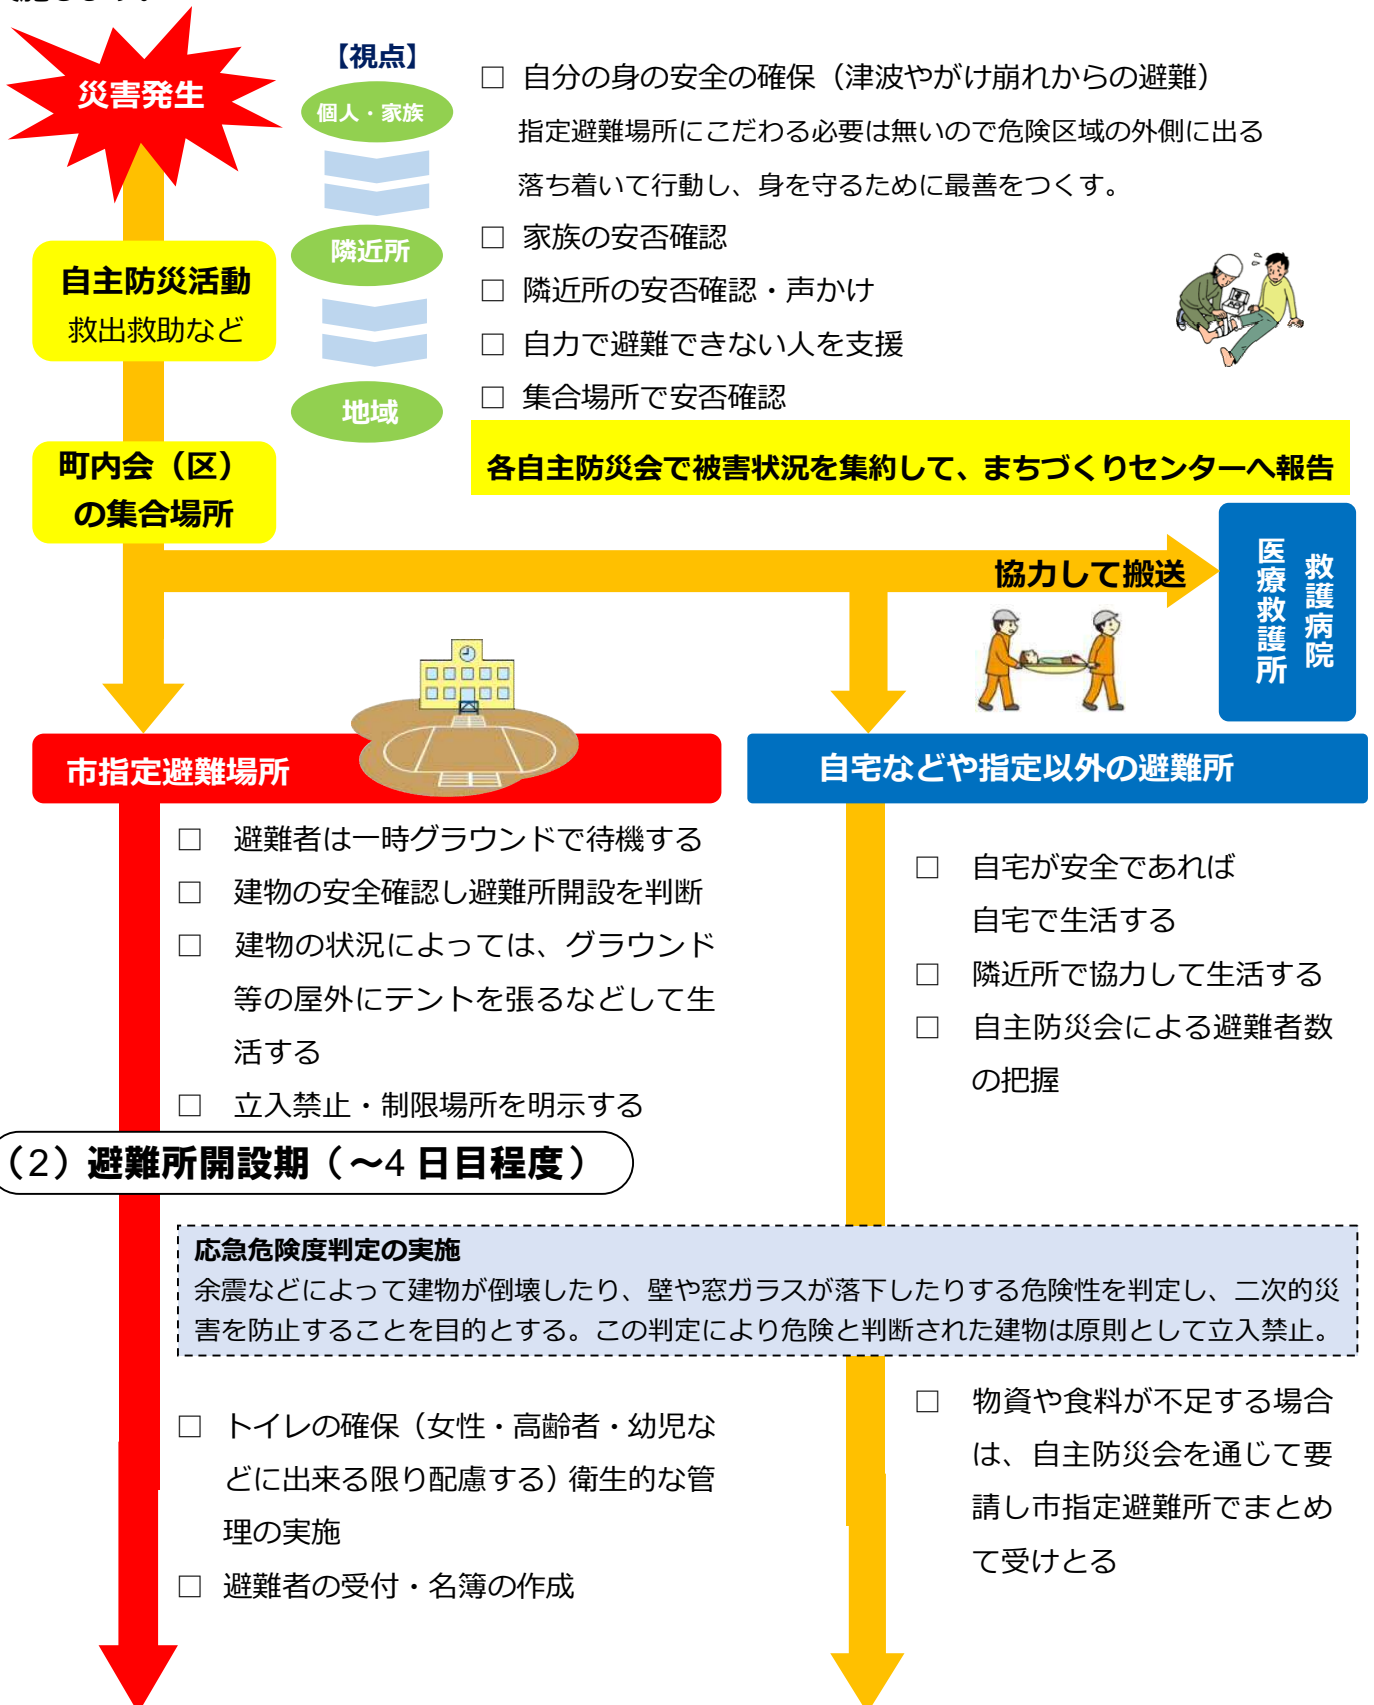 災害発生
【視点】
個人・家族
□ 自分の身の安全の確保（津波やがけ崩れからの避難）
指定避難場所にこだわる必要は無いので危険区域の外側に出る
落ち着いて行動し、身を守るために最善をつくす。
隣近所
□ 家族の安否確認
自主防災活動
救出救助など
□ 隣近所の安否確認・声かけ
□ 自力で避難できない人を支援
地域
□ 集合場所で安否確認
町内会（区）
の集合場所
各自主防災会で被害状況を集約して、まちづくりセンターへ報告
協力して搬送
救護病院
医療救護所
市指定避難場所
□ 避難者は一時グラウンドで待機する
□ 建物の安全確認し避難所開設を判断
□ 建物の状況によっては、グラウンド
等の屋外にテントを張るなどして生
活する
□ 立入禁止・制限場所を明示する
自宅などや指定以外の避難所
□ 自宅が安全であれば
自宅で生活する
□ 隣近所で協力して生活する
□ 自主防災会による避難者数
の把握
（2）避難所開設期（～4日目程度）
応急危険度判定の実施
余震などによって建物が倒壊したり、壁や窓ガラスが落下したりする危険性を判定し、二次的災
害を防止することを目的とする。この判定により危険と判断された建物は原則として立入禁止。
□ トイレの確保（女性・高齢者・幼児な
どに出来る限り配慮する）衛生的な管
理の実施
□ 避難者の受付・名簿の作成
□ 物資や食料が不足する場合
は、自主防災会を通じて要
請し市指定避難所でまとめ
て受けとる